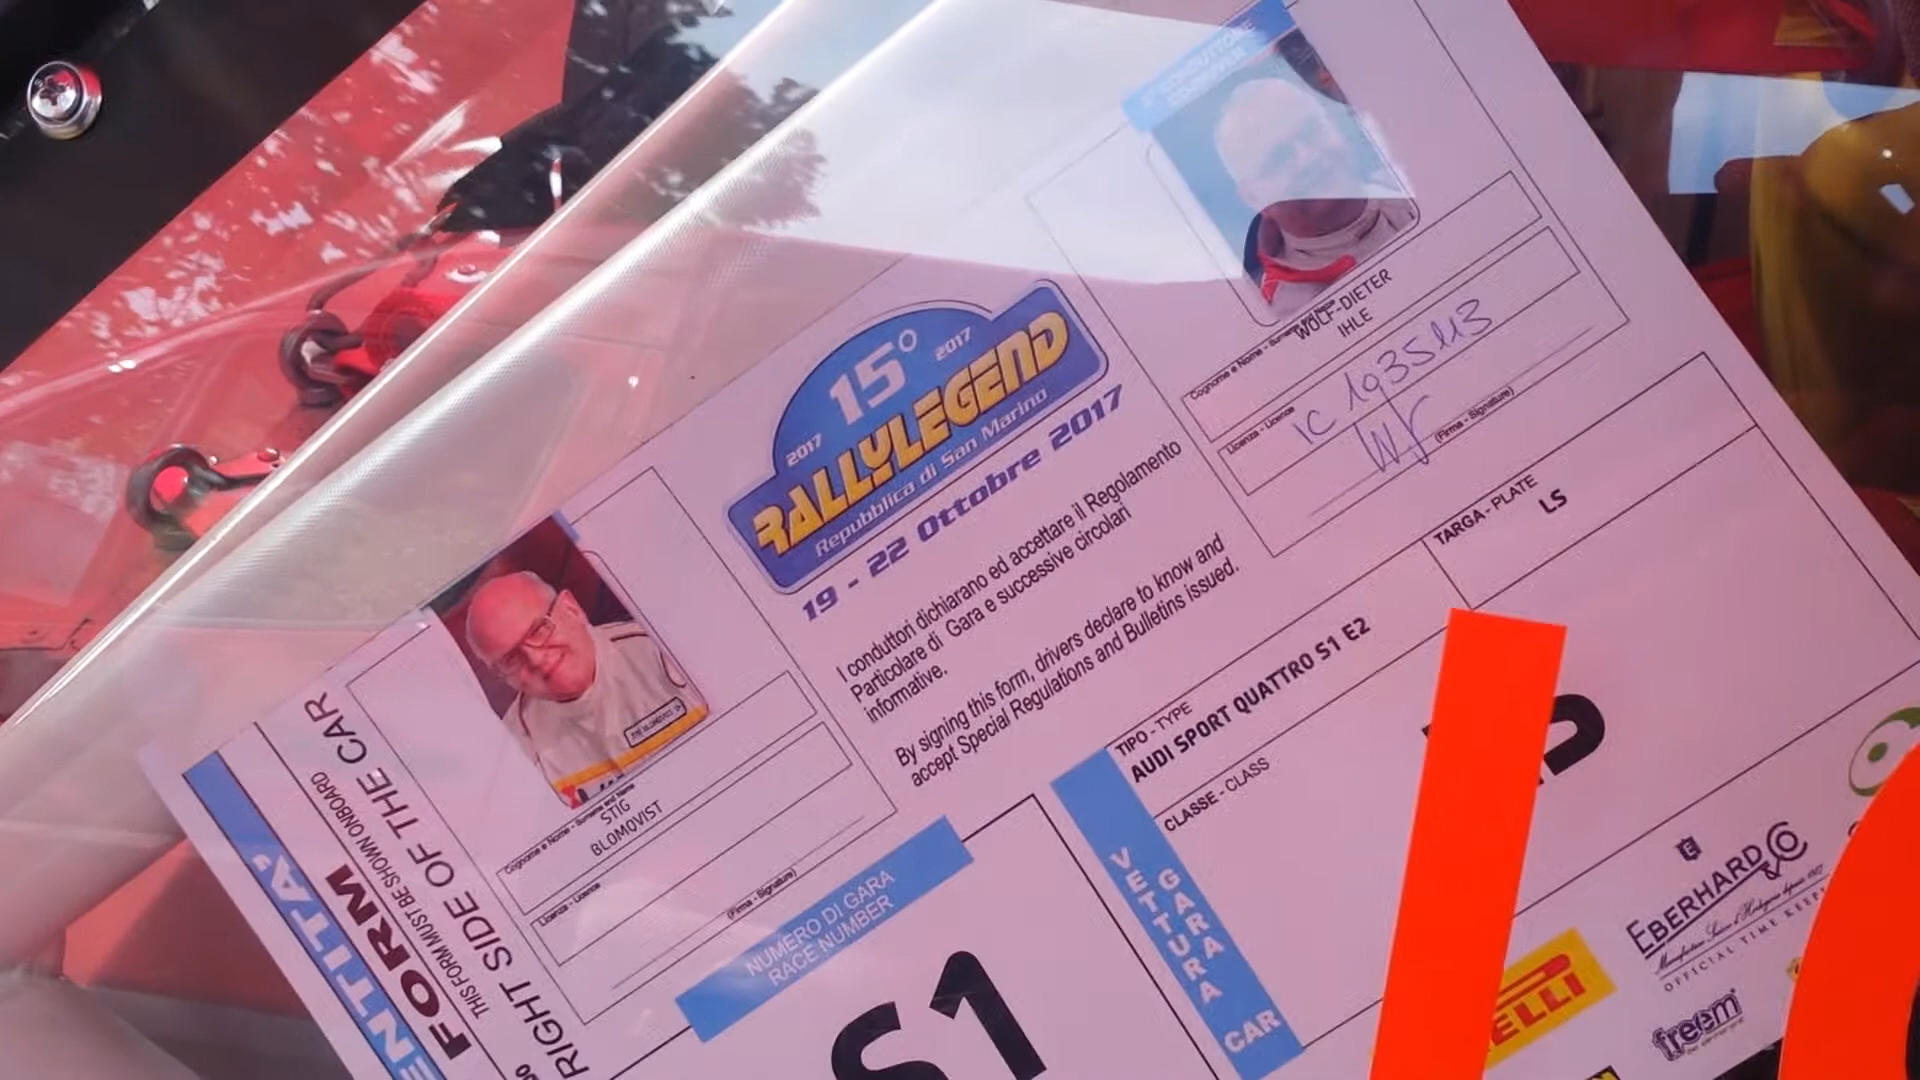 15°
2017
2017
RALLYLEGEND
Repubblica di San Marino
19 - 22 Ottobre 2017
I conduttori dichiarano ed accettare il Regolamento
Particolare di Gara e successive circolari
informative.
By signing this form, drivers declare to know and
accept Special Regulations and Bulletins issued.
Cognome e Nome - Surname and Name
WOLF-DIETER
IHLE
Licenza - Licence
(Firma - Signature)
Cognome e Nome - Surname and Name
STIG
BLOMQVIST
Licenza - Licence
(Firma - Signature)
ENTITA'
FORM
THIS FORM MUST BE SHOWN ONBOARD
RIGHT SIDE OF THE CAR
NUMERO DI GARA
RACE NUMBER
S1
VETTURA
GARA
CAR
TIPO - TYPE
AUDI SPORT QUATTRO S1 E2
TARGA - PLATE
LS
CLASSE - CLASS
EBERHARD & CO
OFFICIAL TIME KEEP
ELLI
freem